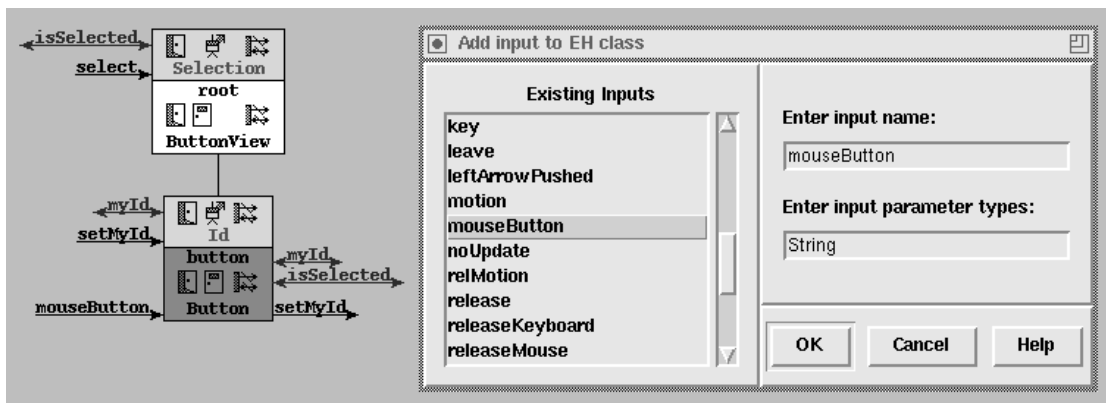 isSelected
select
Selection
root
ButtonView
myId
setMyId
Id
button
myId
isSelected
mouseButton
Button
setMyId
Add input to EH class
Existing Inputs
key
leave
leftArrowPushed
motion
mouseButton
noUpdate
relMotion
release
releaseKeyboard
releaseMouse
Enter input name:
mouseButton
Enter input parameter types:
String
OK
Cancel
Help